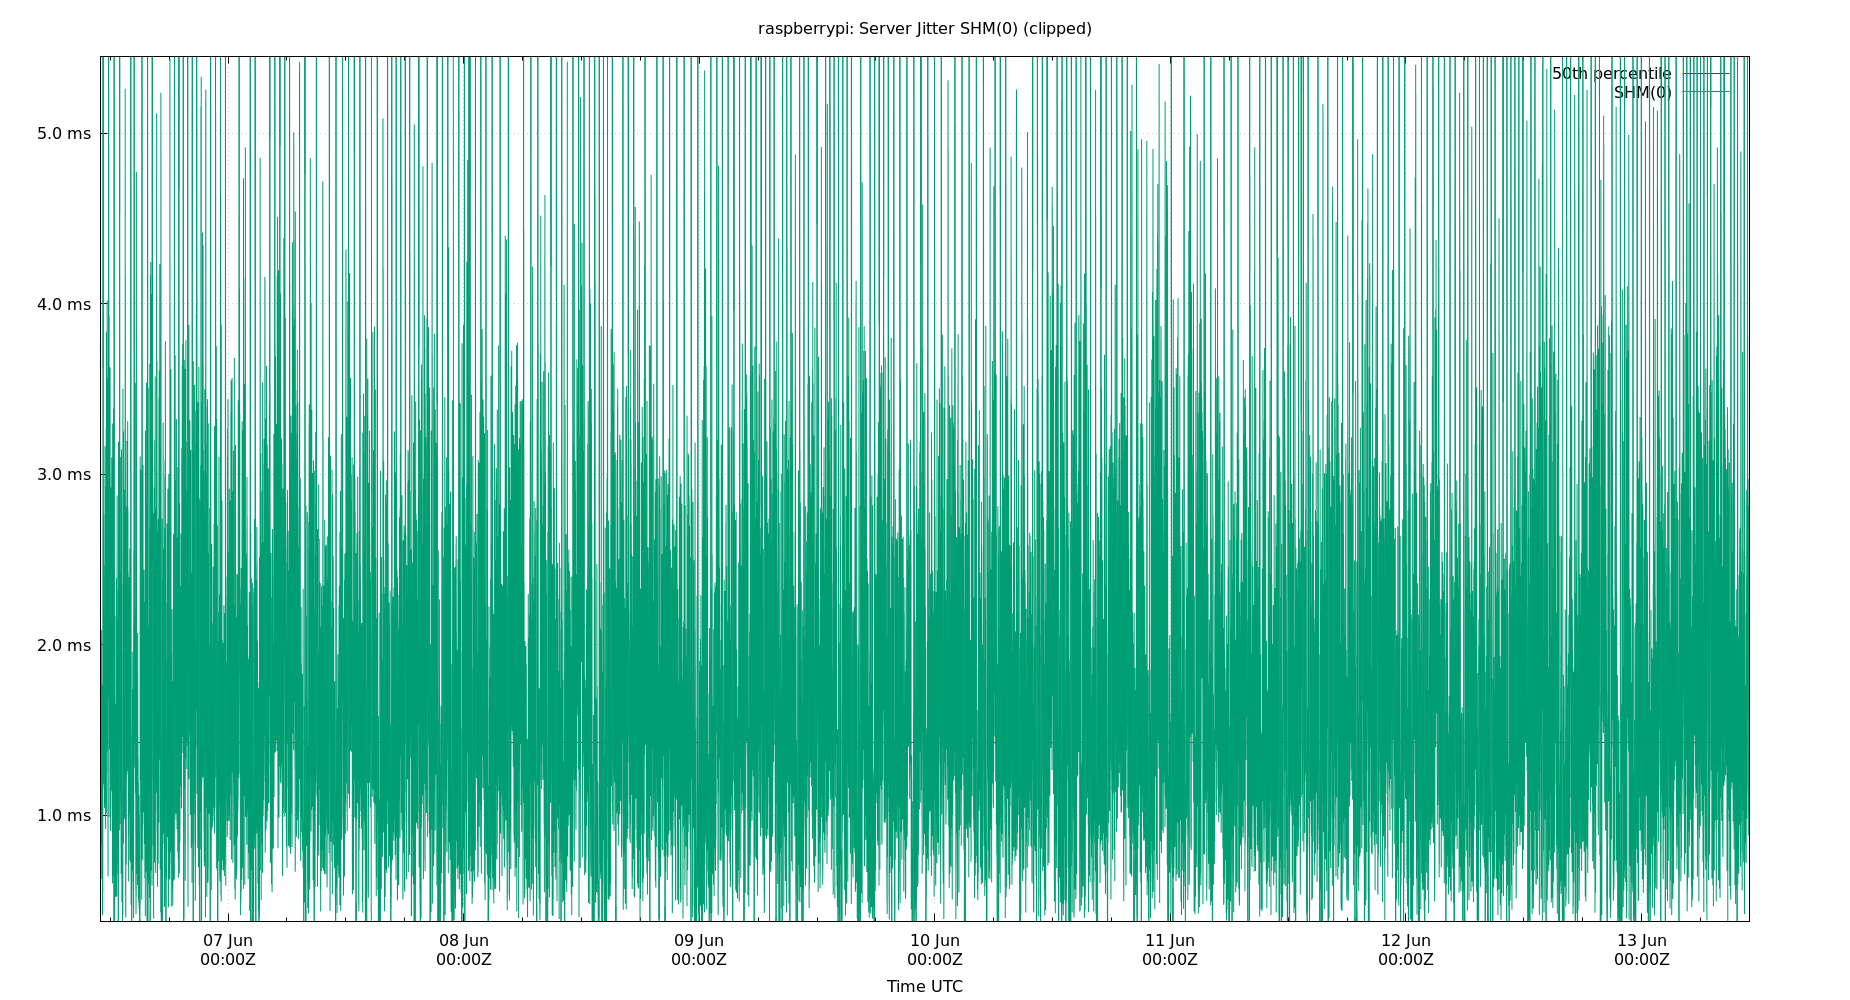 raspberrypi: Server Jitter SHM(0) (clipped)
50th percentile
SHM(0)
5.0 ms
4.0 ms
3.0 ms
2.0 ms
1.0 ms
07 Jun 08 Jun 09 Jun 10 Jun 11 Jun 12 Jun 13 Jun
00:00Z 00:00Z 00:00Z 00:00Z 00:00Z 00:00Z 00:00Z
Time UTC